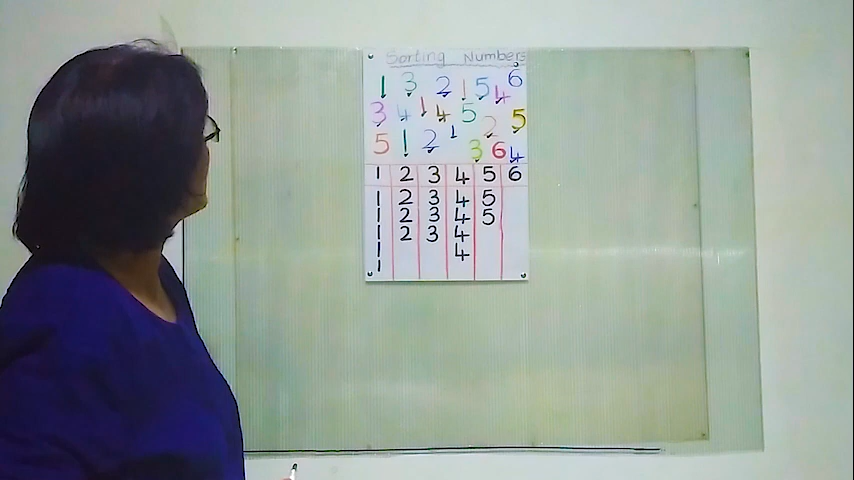 Sorting Numbers
1 3 2 1 5 4 6
3 4 1 4 5 2 5
5 1 2 1 3 6 4
1 2 3 4 5 6
1 2 3 4 5
1 2 3 4 5
1 2 3 4
1 4
1